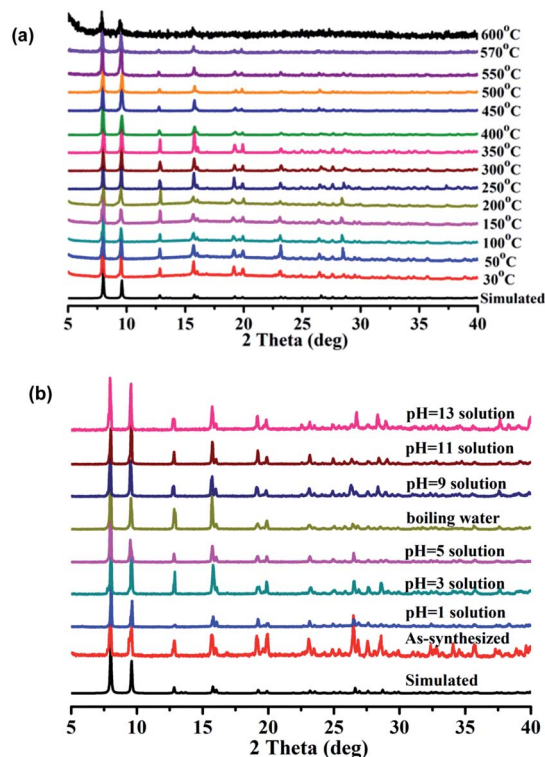 (a)
600°C
570°C
550°C
500°C
450°C
400°C
350°C
300°C
250°C
200°C
150°C
100°C
50°C
30°C
Simulated
5 10 15 20 25 30 35 40
2 Theta (deg)
(b)
pH=13 solution
pH=11 solution
pH=9 solution
boiling water
pH=5 solution
pH=3 solution
pH=1 solution
As-synthesized
Simulated
5 10 15 20 25 30 35 40
2 Theta (deg)